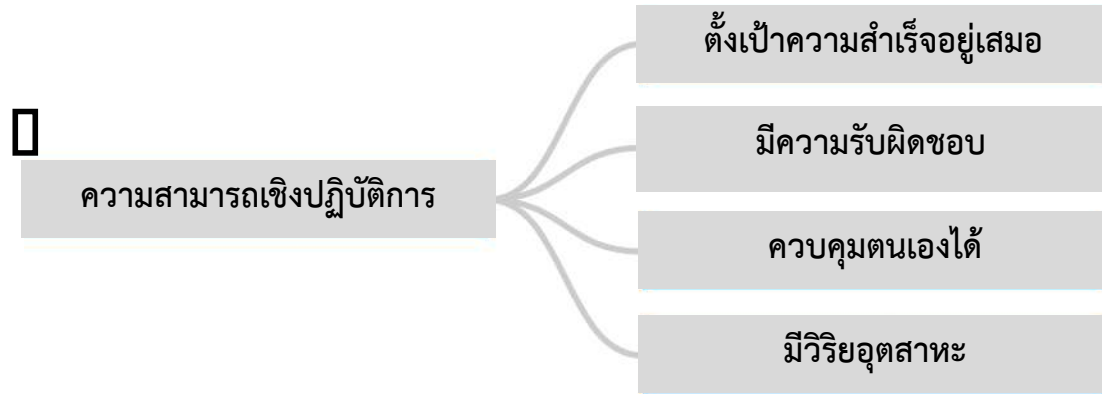 ความสามารถเชิงปฏิบัติการ
ตั้งเป้าความสำเร็จอยู่เสมอ
มีความรับผิดชอบ
ควบคุมตนเองได้
มีวิริยอุตสาหะ